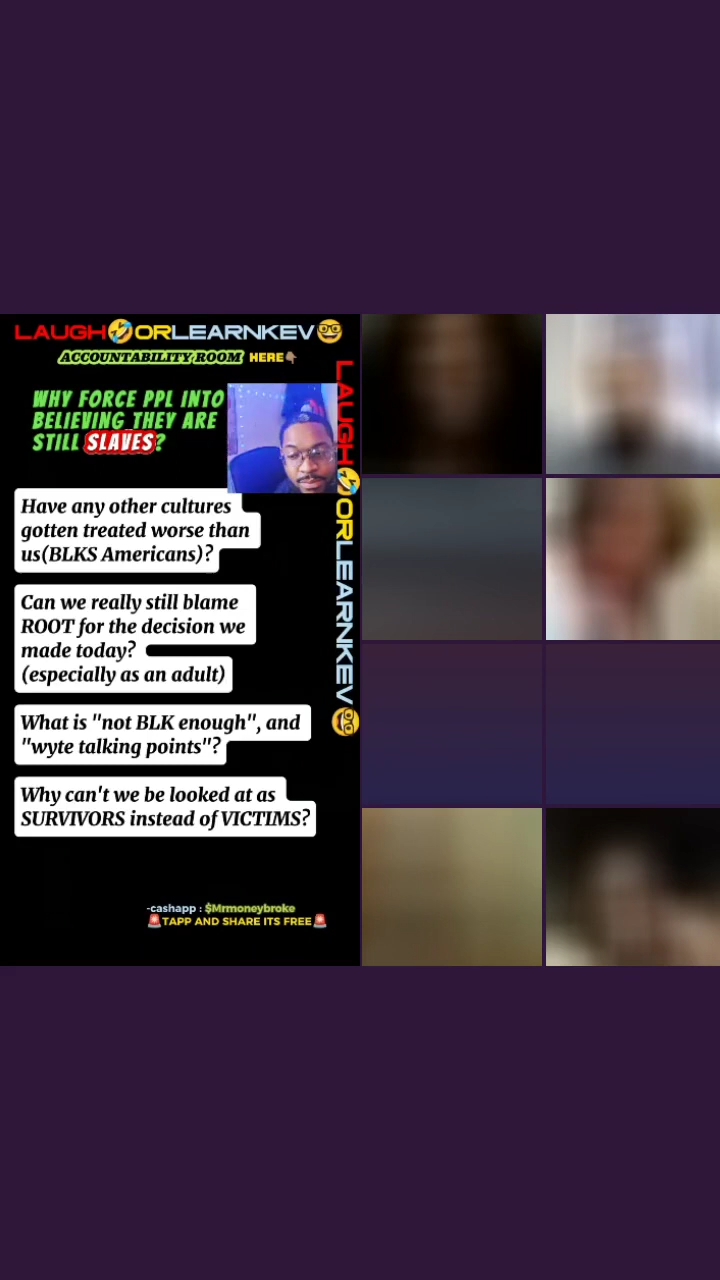 LAUGH🤣ORLEARNKEV🤓
ACCOUNTABILITY ROOM HERE👇🏽
WHY FORCE PPL INTO
BELIEVING THEY ARE
STILL SLAVES?
Have any other cultures
gotten treated worse than
us(BLKS Americans)?
Can we really still blame
ROOT for the decision we
made today?
(especially as an adult)
What is "not BLK enough", and
"wyte talking points"?
Why can't we be looked at as
SURVIVORS instead of VICTIMS?
-cashapp : $Mrmoneybroke
🚨TAPP AND SHARE ITS FREE🚨
LAUGH🤣ORLEARNKEV🤓